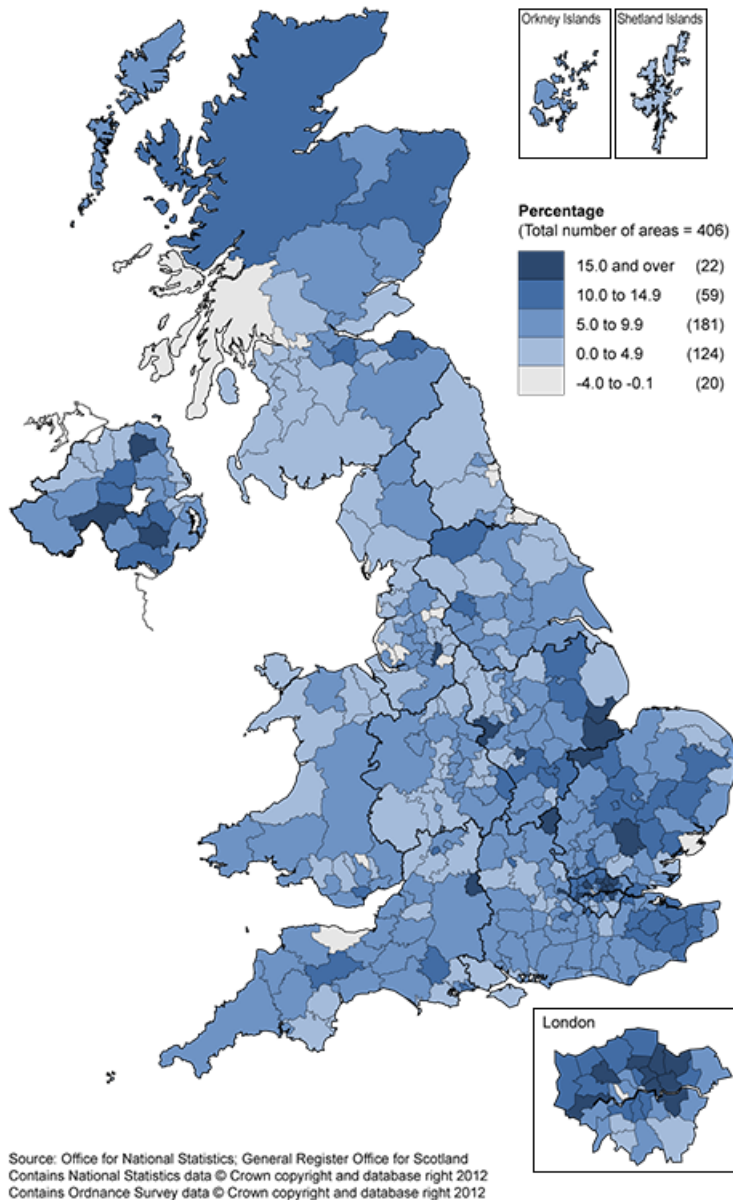 Orkney Islands
Shetland Islands
Percentage
(Total number of areas = 406)
15.0 and over (22)
10.0 to 14.9 (59)
5.0 to 9.9 (181)
0.0 to 4.9 (124)
-4.0 to -0.1 (20)
London
Source: Office for National Statistics; General Register Office for Scotland
Contains National Statistics data © Crown copyright and database right 2012
Contains Ordnance Survey data © Crown copyright and database right 2012